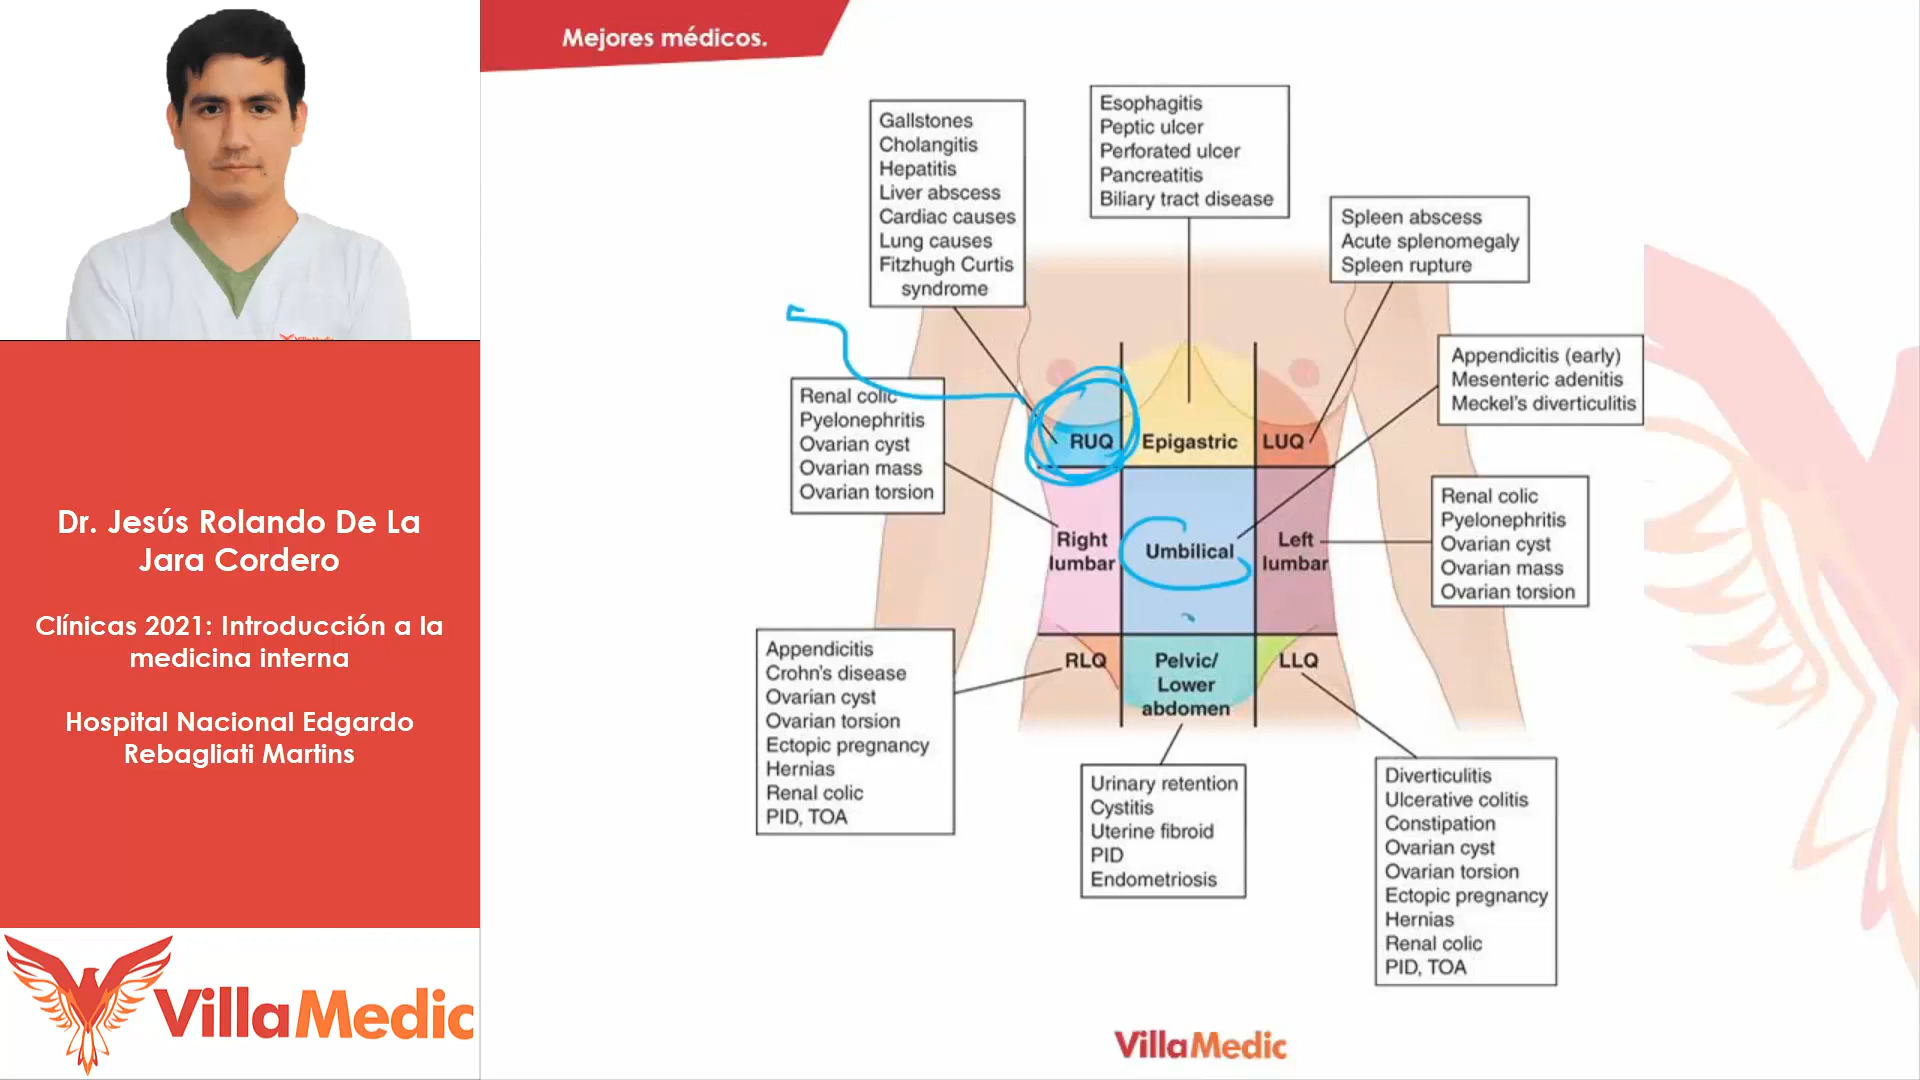 Mejores médicos.
Dr. Jesús Rolando De La
Jara Cordero
Clínicas 2021: Introducción a la
medicina interna
Hospital Nacional Edgardo
Rebagliati Martins
VillaMedic
Gallstones
Cholangitis
Hepatitis
Liver abscess
Cardiac causes
Lung causes
Fitzhugh Curtis
syndrome
Esophagitis
Peptic ulcer
Perforated ulcer
Pancreatitis
Biliary tract disease
Spleen abscess
Acute splenomegaly
Spleen rupture
Appendicitis (early)
Mesenteric adenitis
Meckel's diverticulitis
Renal colic
Pyelonephritis
Ovarian cyst
Ovarian mass
Ovarian torsion
RUQ
Epigastric
LUQ
Right
lumbar
Umbilical
Left
lumbar
Renal colic
Pyelonephritis
Ovarian cyst
Ovarian mass
Ovarian torsion
RLQ
Pelvic/
Lower
abdomen
LLQ
Appendicitis
Crohn's disease
Ovarian cyst
Ovarian torsion
Ectopic pregnancy
Hernias
Renal colic
PID, TOA
Urinary retention
Cystitis
Uterine fibroid
PID
Endometriosis
Diverticulitis
Ulcerative colitis
Constipation
Ovarian cyst
Ovarian torsion
Ectopic pregnancy
Hernias
Renal colic
PID, TOA
VillaMedic